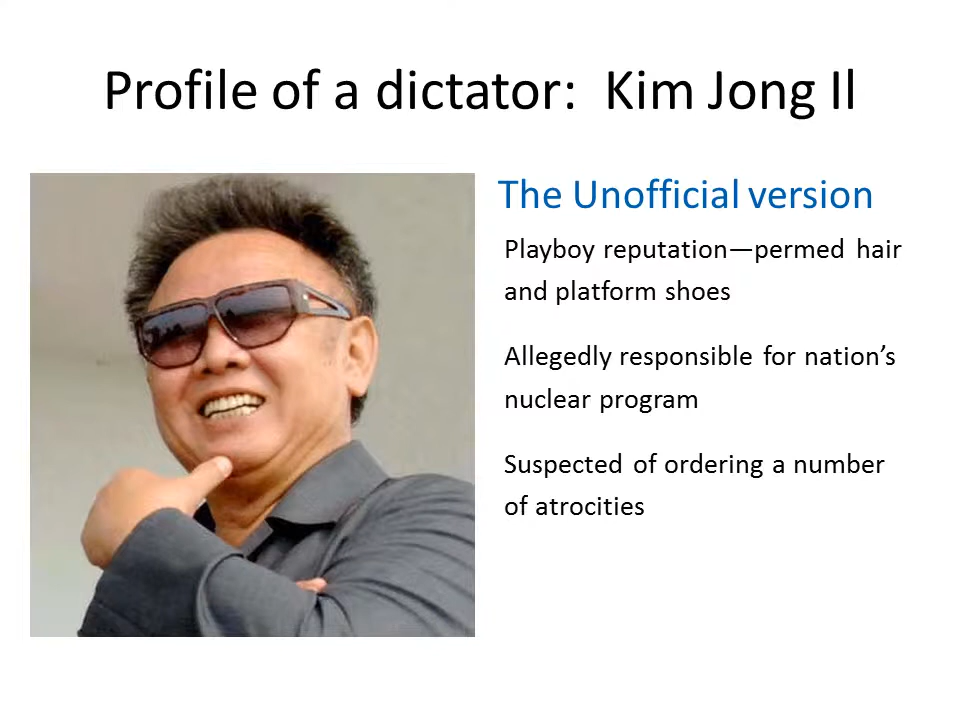 Profile of a dictator:  Kim Jong Il
The Unofficial version
Playboy reputation—permed hair
and platform shoes
Allegedly responsible for nation’s
nuclear program
Suspected of ordering a number
of atrocities